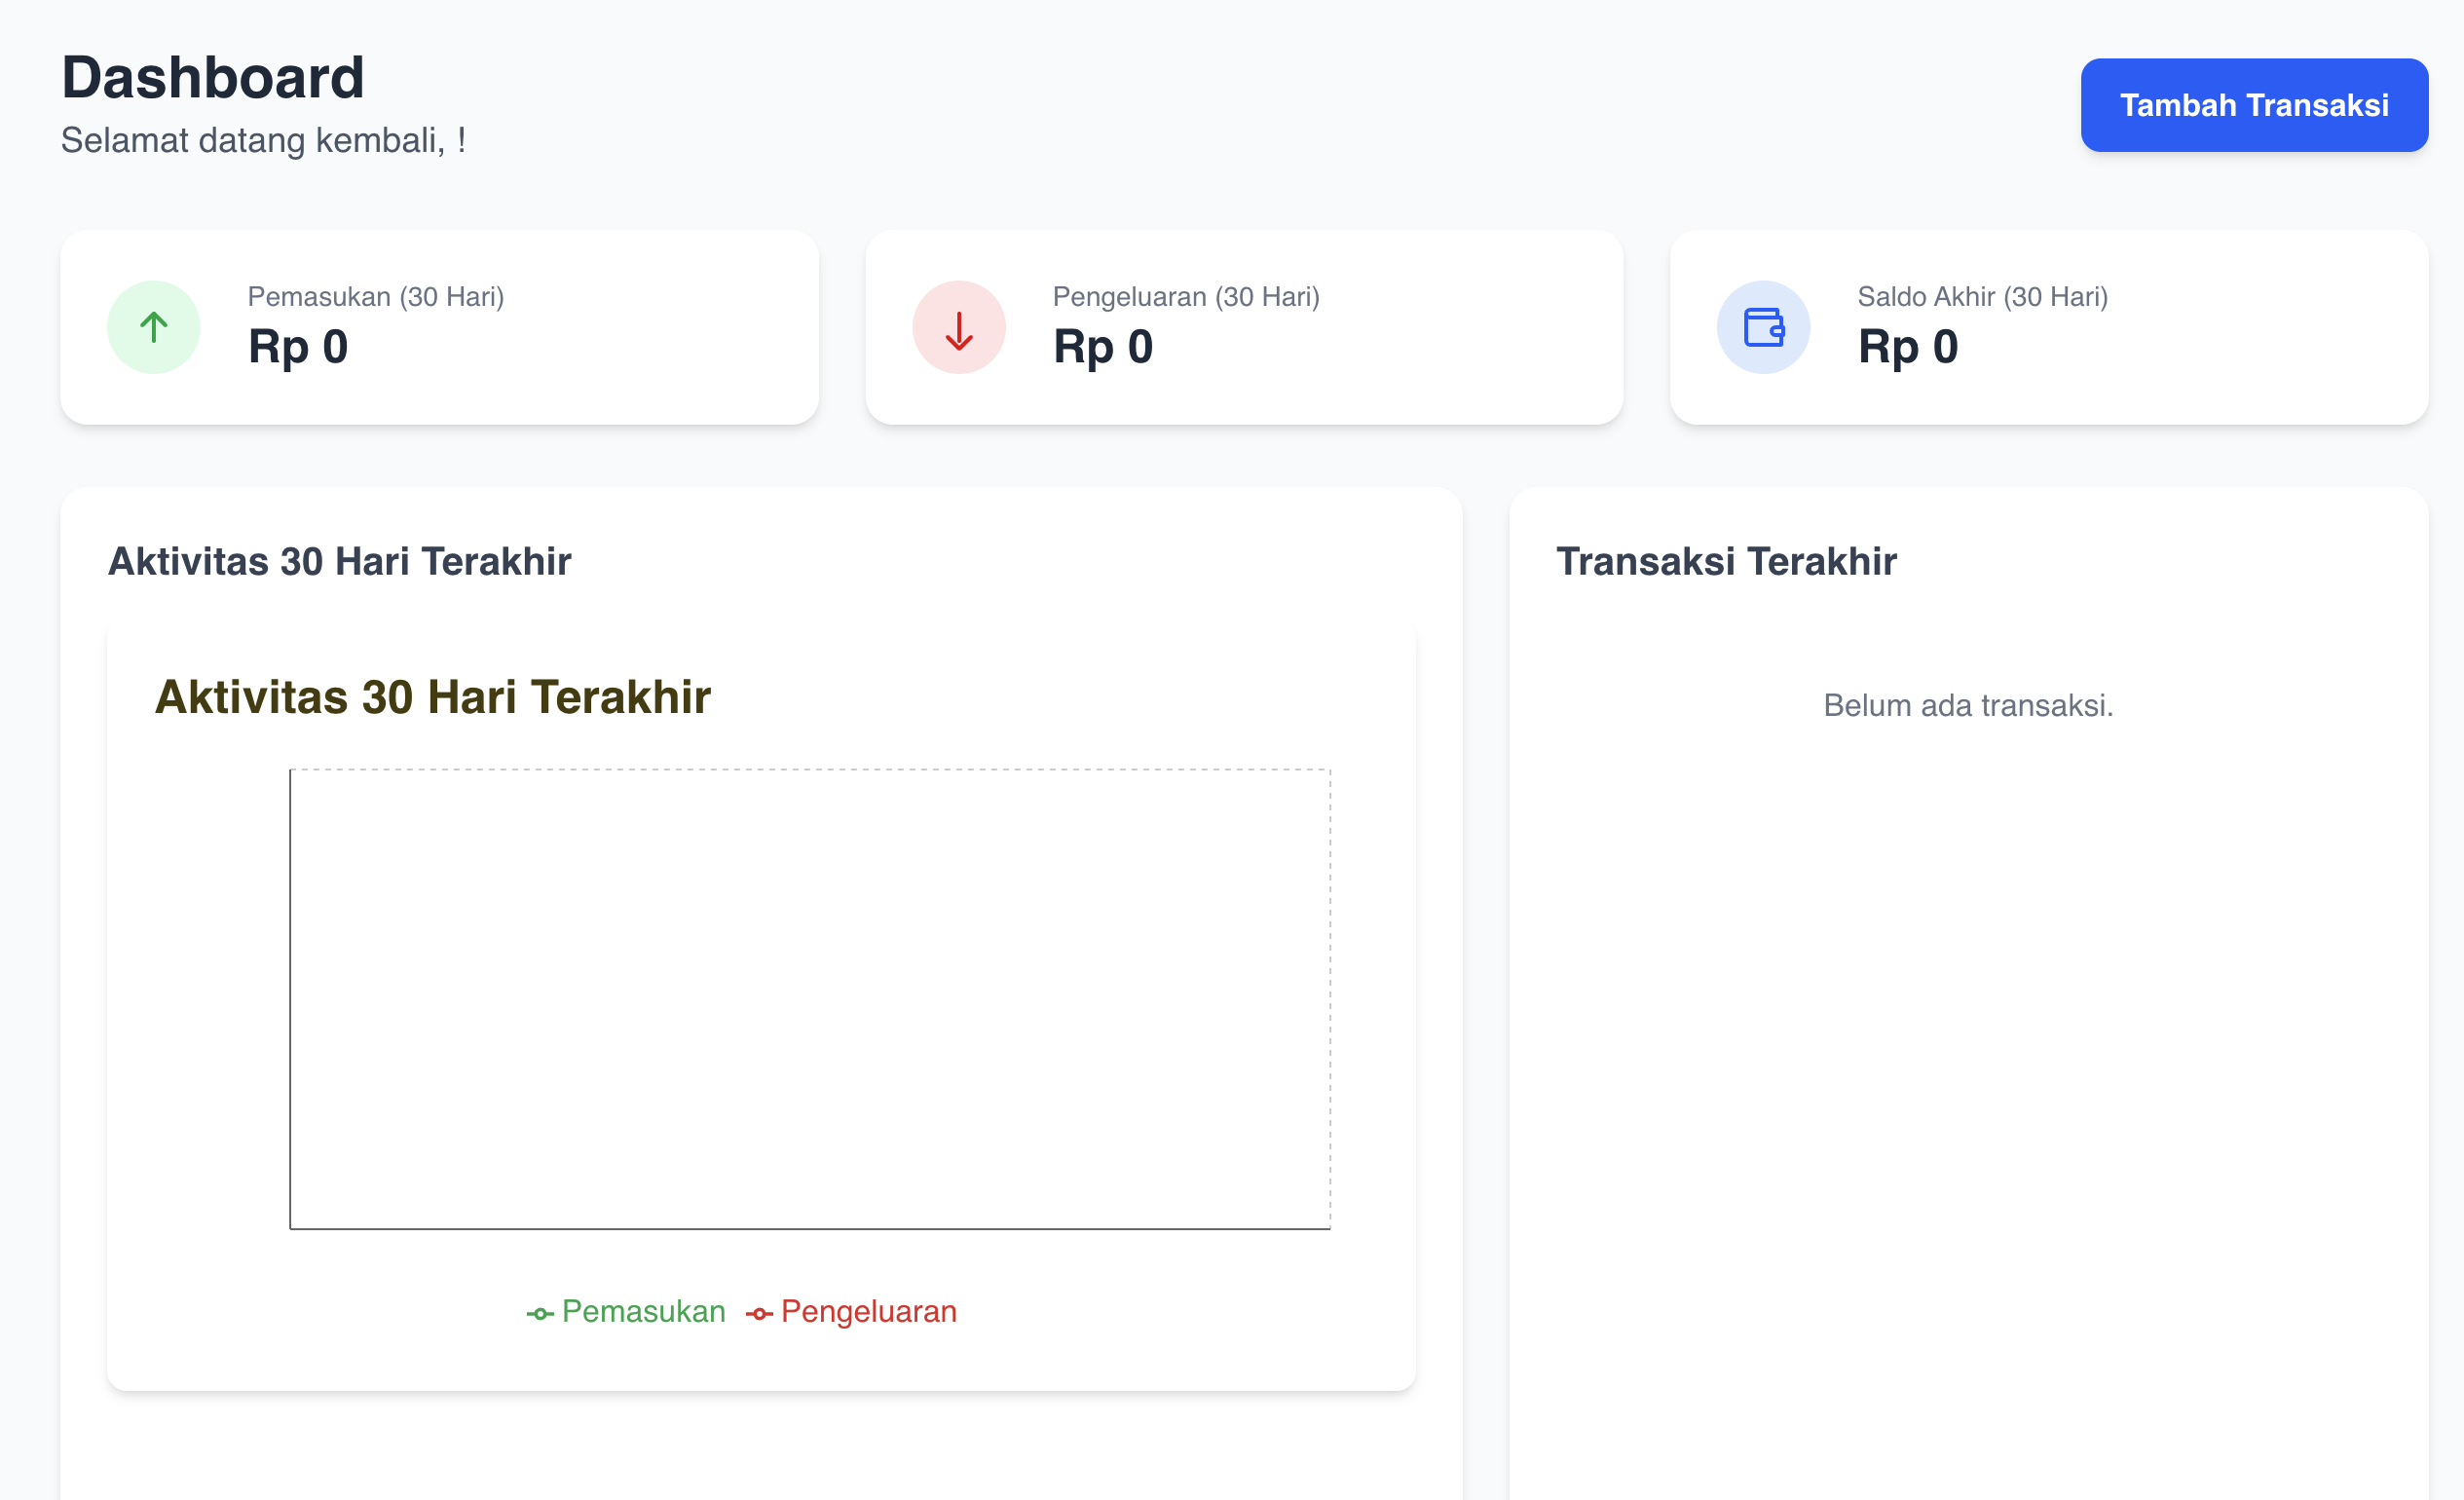 Dashboard
Selamat datang kembali, !
Tambah Transaksi
Pemasukan (30 Hari)
Rp 0
Pengeluaran (30 Hari)
Rp 0
Saldo Akhir (30 Hari)
Rp 0
Aktivitas 30 Hari Terakhir
Aktivitas 30 Hari Terakhir
Pemasukan
Pengeluaran
Transaksi Terakhir
Belum ada transaksi.